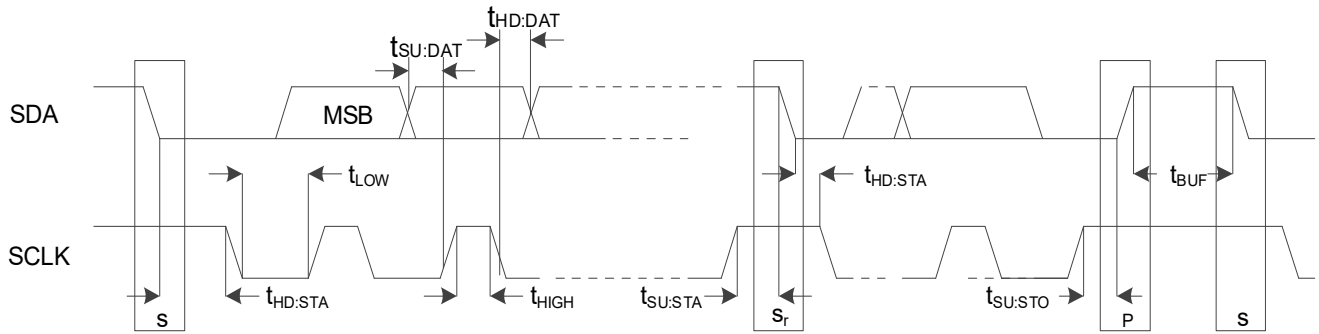 tHD:DAT
tSU:DAT
SDA
MSB
tLOW
tHD:STA
tBUF
SCLK
tHD:STA
tHIGH
tSU:STA
tSU:STO
S
Sr
P
S